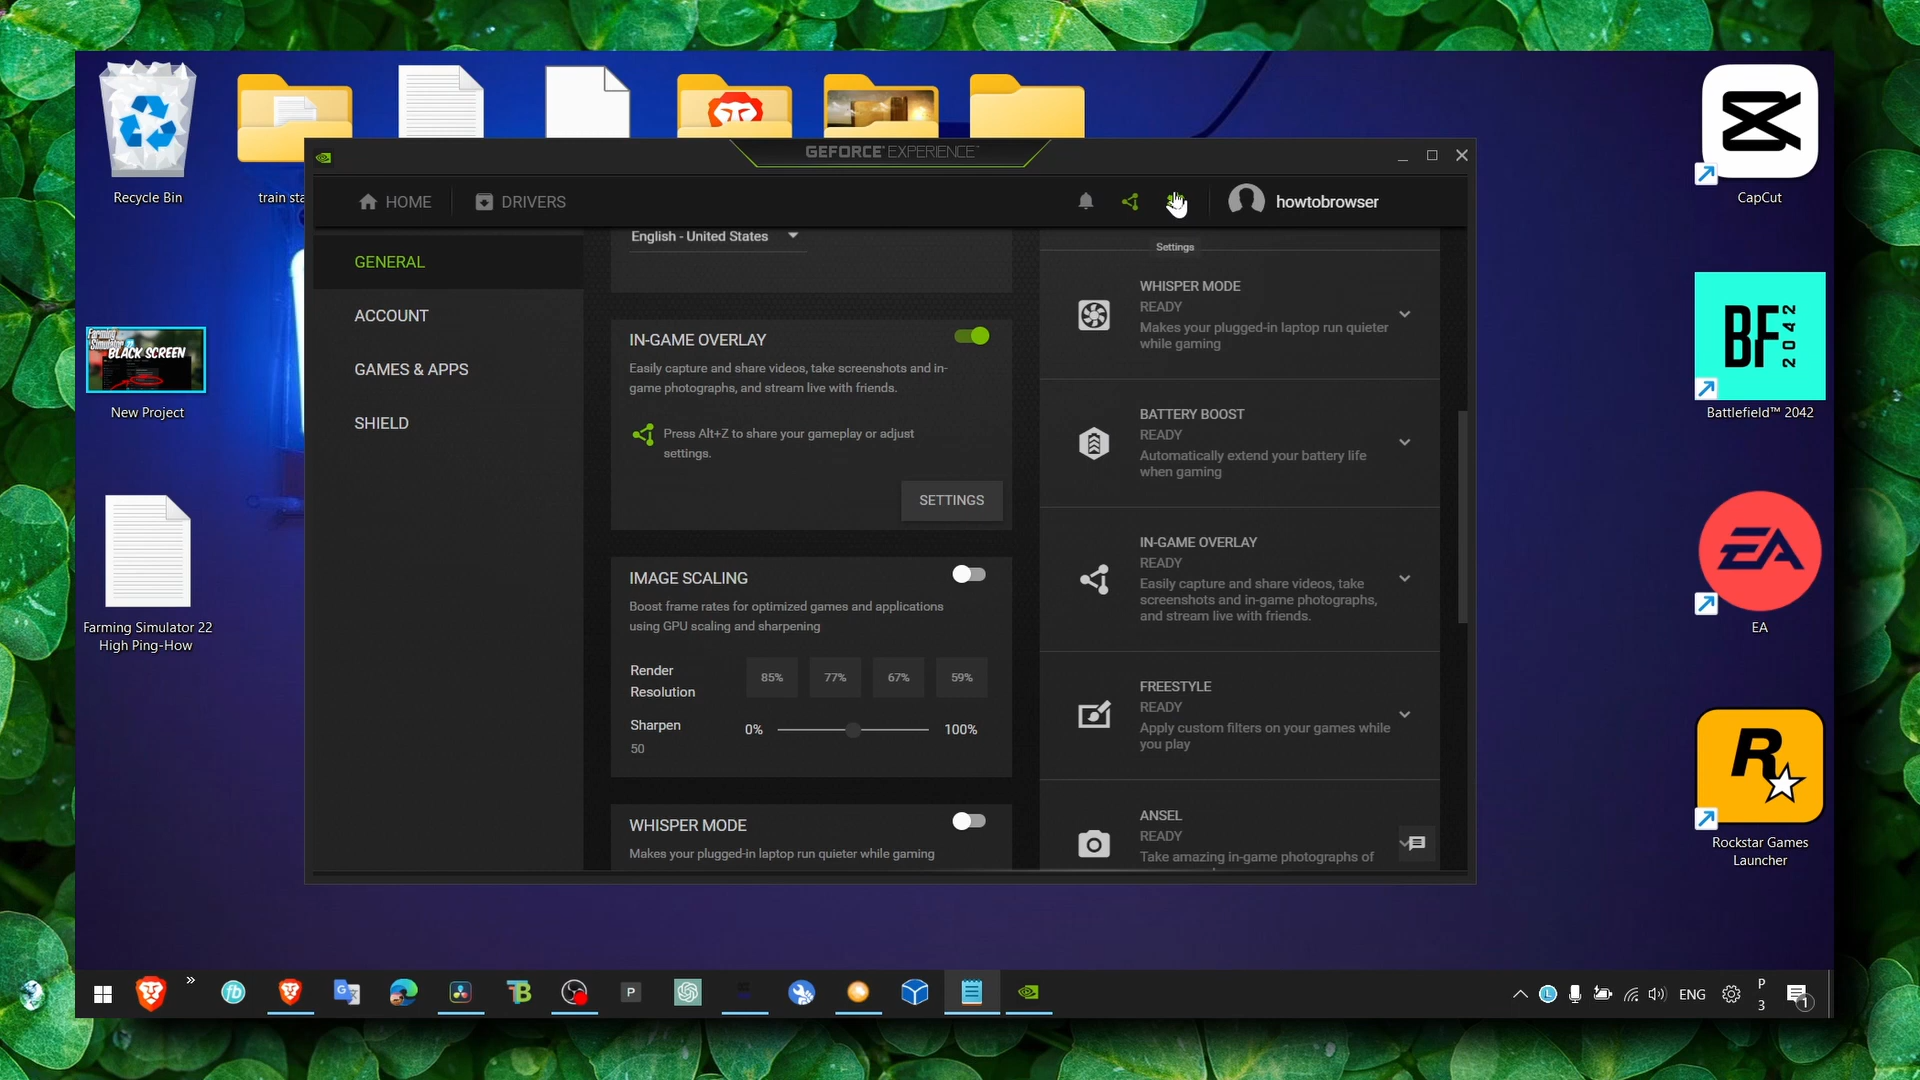 Recycle Bin
train sta
Farming
Simulator
BLACK SCREEN
New Project
Farming Simulator 22
High Ping-How
GEFORCE EXPERIENCE™
HOME
DRIVERS
howtobrowser
Settings
GENERAL
ACCOUNT
GAMES & APPS
SHIELD
English - United States
IN-GAME OVERLAY
Easily capture and share videos, take screenshots and in-
game photographs, and stream live with friends.
Press Alt+Z to share your gameplay or adjust
settings.
SETTINGS
IMAGE SCALING
Boost frame rates for optimized games and applications
using GPU scaling and sharpening
Render
Resolution
85%
77%
67%
59%
Sharpen
50
0%
100%
WHISPER MODE
Makes your plugged-in laptop run quieter while gaming
WHISPER MODE
READY
Makes your plugged-in laptop run quieter
while gaming
BATTERY BOOST
READY
Automatically extend your battery life
when gaming
IN-GAME OVERLAY
READY
Easily capture and share videos, take
screenshots and in-game photographs,
and stream live with friends.
FREESTYLE
READY
Apply custom filters on your games while
you play
ANSEL
READY
Take amazing in-game photographs of
CapCut
BF
2042
Battlefield™ 2042
EA
EA
R
Rockstar Games
Launcher
fb
G
TB
P
L
ENG
P
3
1